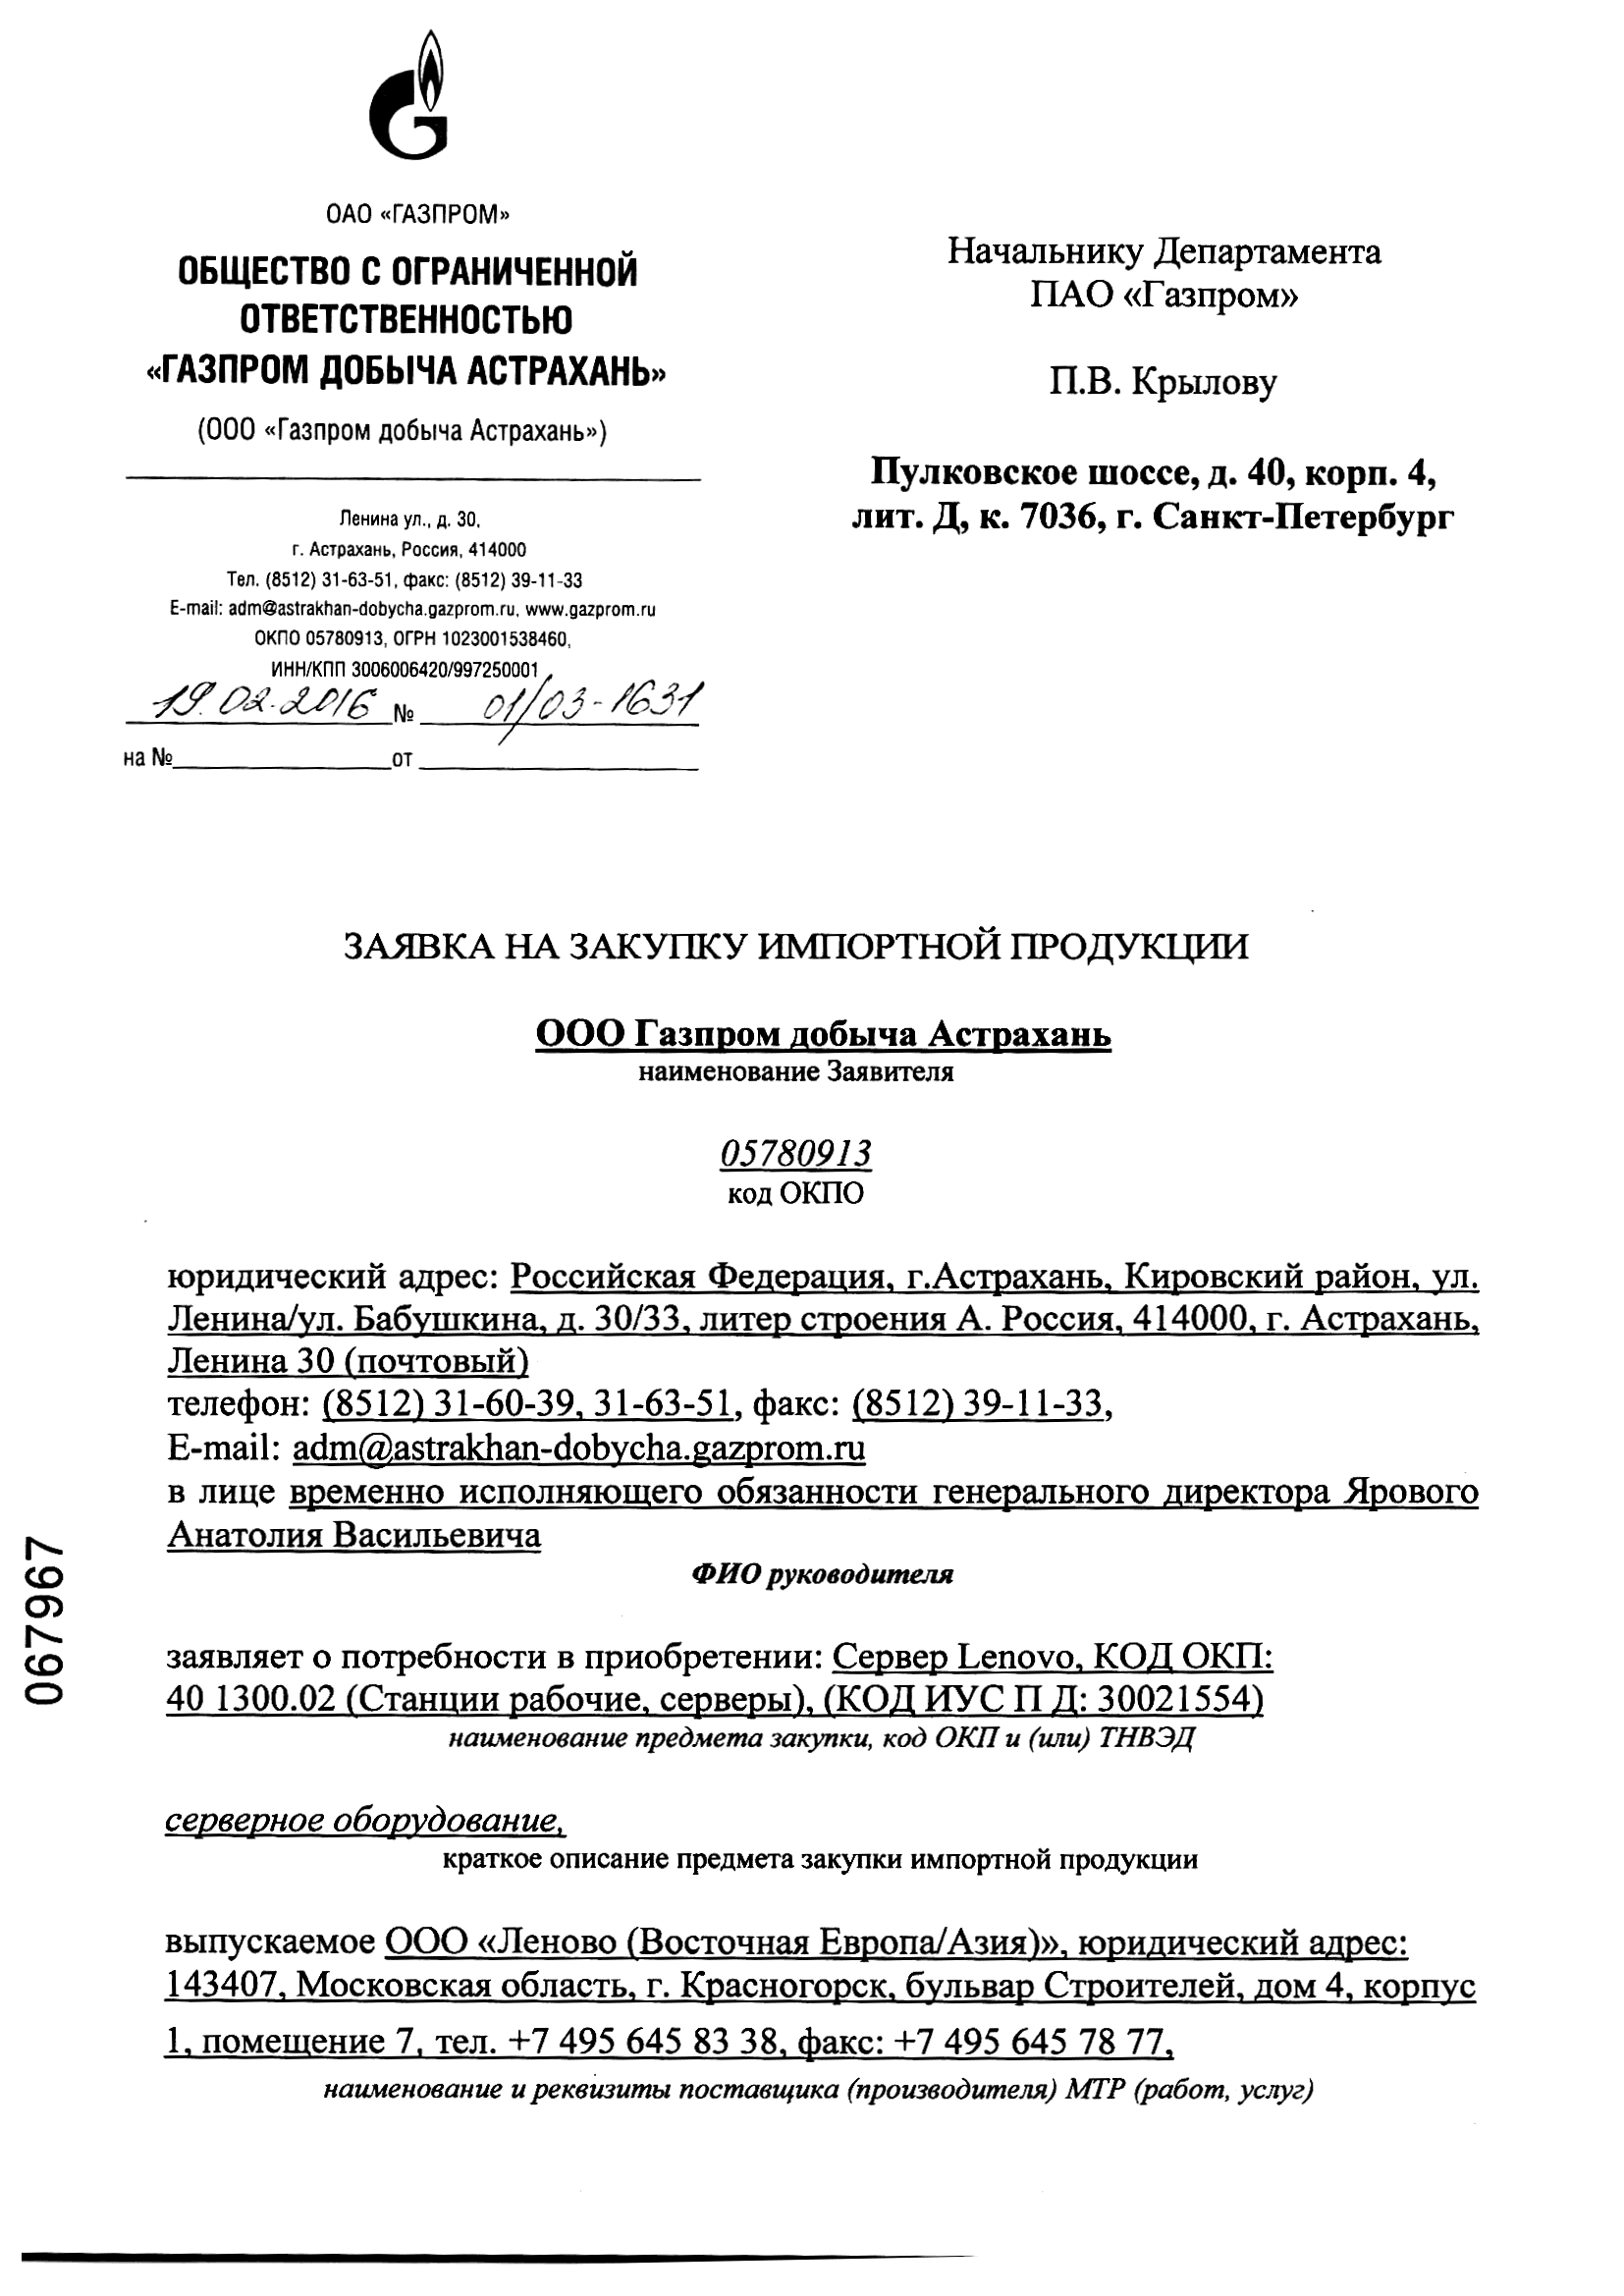 ОАО «ГАЗПРОМ»
ОБЩЕСТВО С ОГРАНИЧЕННОЙ
ОТВЕТСТВЕННОСТЬЮ
«ГАЗПРОМ ДОБЫЧА АСТРАХАНЬ»
(ООО «Газпром добыча Астрахань»)
Ленина ул., д. 30,
г. Астрахань, Россия, 414000
Тел. (8512) 31-63-51, факс: (8512) 39-11-33
E-mail: adm@astrakhan-dobycha.gazprom.ru, www.gazprom.ru
ОКПО 05780913, ОГРН 1023001538460,
ИНН/КПП 3006006420/997250001
19.02.2016 № 01/03-1631
на № от
Начальнику Департамента
ПАО «Газпром»
П.В. Крылову
Пулковское шоссе, д. 40, корп. 4,
лит. Д, к. 7036, г. Санкт-Петербург
ЗАЯВКА НА ЗАКУПКУ ИМПОРТНОЙ ПРОДУКЦИИ
ООО Газпром добыча Астрахань
наименование Заявителя
05780913
код ОКПО
юридический адрес: Российская Федерация, г.Астрахань, Кировский район, ул.
Ленина/ул. Бабушкина, д. 30/33, литер строения А. Россия, 414000, г. Астрахань,
Ленина 30 (почтовый)
телефон: (8512) 31-60-39, 31-63-51, факс: (8512) 39-11-33,
E-mail: adm@astrakhan-dobycha.gazprom.ru
в лице временно исполняющего обязанности генерального директора Ярового
Анатолия Васильевича
ФИО руководителя
заявляет о потребности в приобретении: Сервер Lenovo, КОД ОКП:
40 1300.02 (Станции рабочие, серверы), (КОД ИУС П Д: 30021554)
наименование предмета закупки, код ОКП и (или) ТНВЭД
серверное оборудование,
краткое описание предмета закупки импортной продукции
выпускаемое ООО «Леново (Восточная Европа/Азия)», юридический адрес:
143407, Московская область, г. Красногорск, бульвар Строителей, дом 4, корпус
1, помещение 7, тел. +7 495 645 83 38, факс: +7 495 645 78 77,
наименование и реквизиты поставщика (производителя) МТР (работ, услуг)
067967